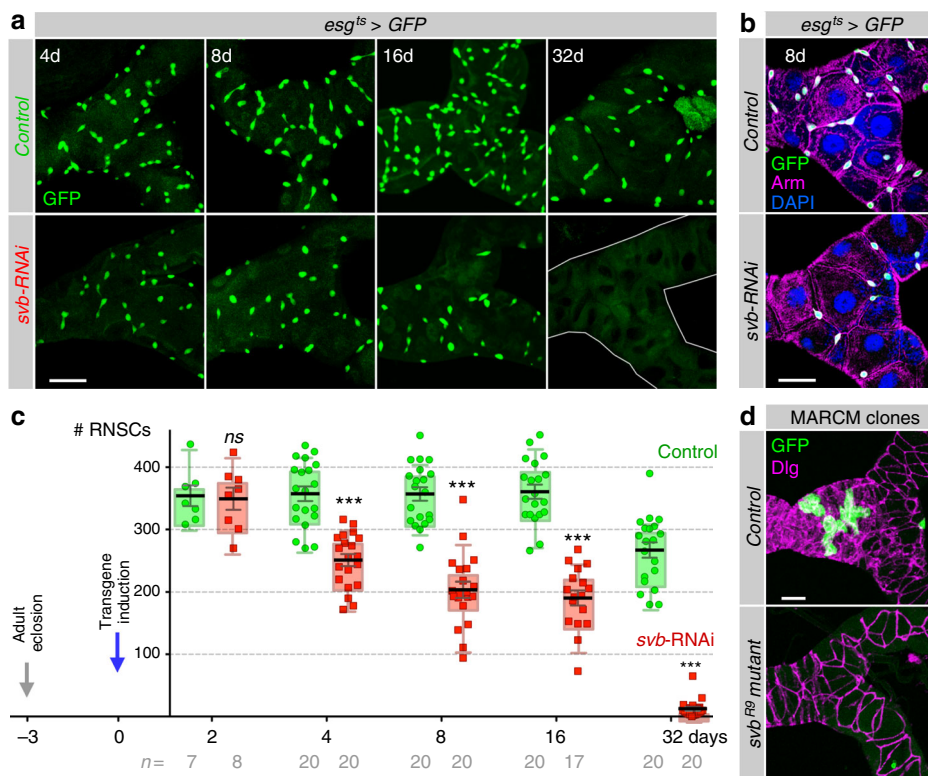 a
esg^ts > GFP
4d 8d 16d 32d
Control
GFP
svb-RNAi
b
esg^ts > GFP
8d
Control
GFP
Arm
DAPI
svb-RNAi
c
# RNSCs
400
300
200
100
ns
***
***
***
***
Control
svb-RNAi
Adult eclosion
Transgene induction
–3 0 2 4 8 16 32 days
n= 7 8 20 20 20 20 20 17 20 20
d
MARCM clones
GFP
Dlg
Control
svb^R9 mutant